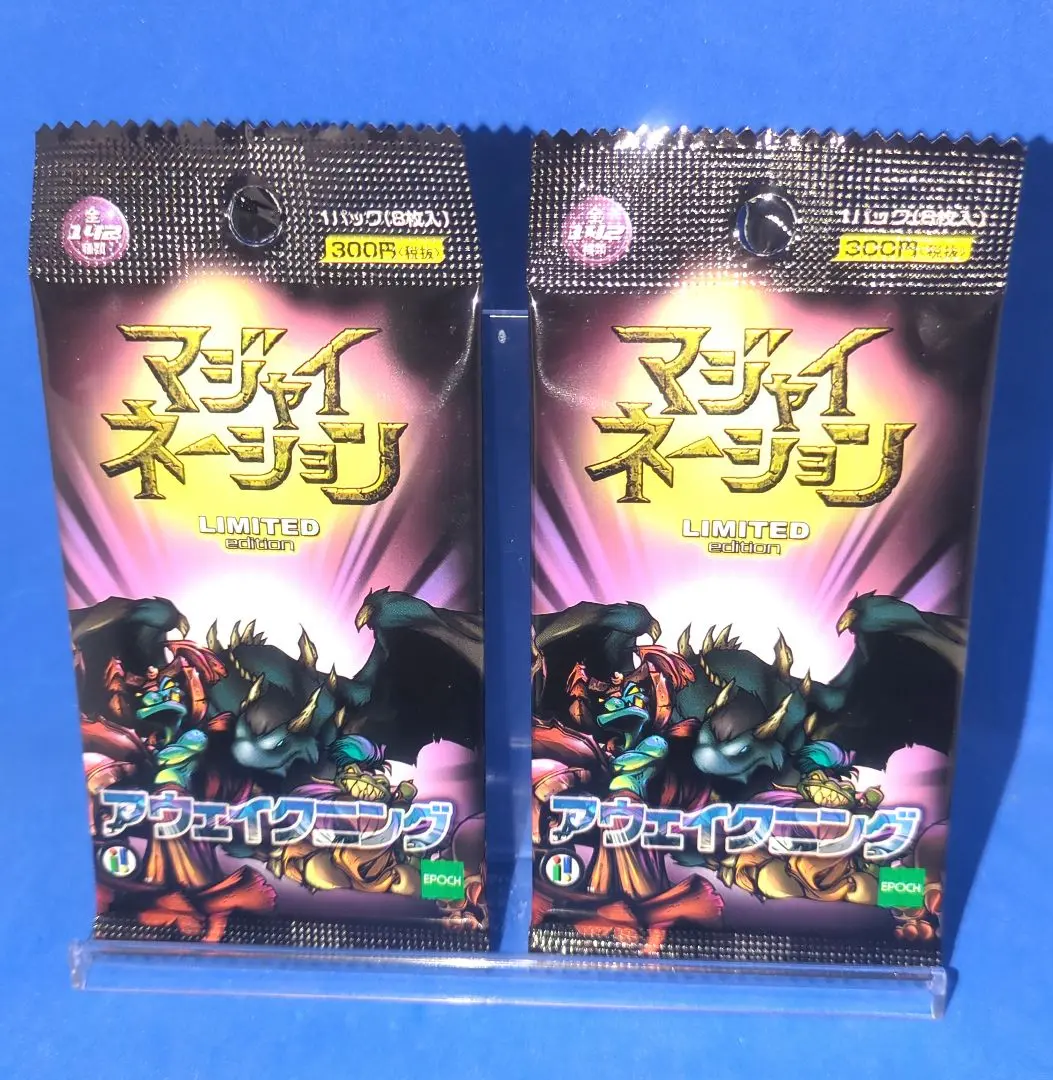 全
142
種類
1パック(8枚入)
300円(税抜)
マジャイ
ネーション
LIMITED
edition
アウェイクニング
EPOCH
全
142
種類
1パック(8枚入)
300円(税抜)
マジャイ
ネーション
LIMITED
edition
アウェイクニング
EPOCH